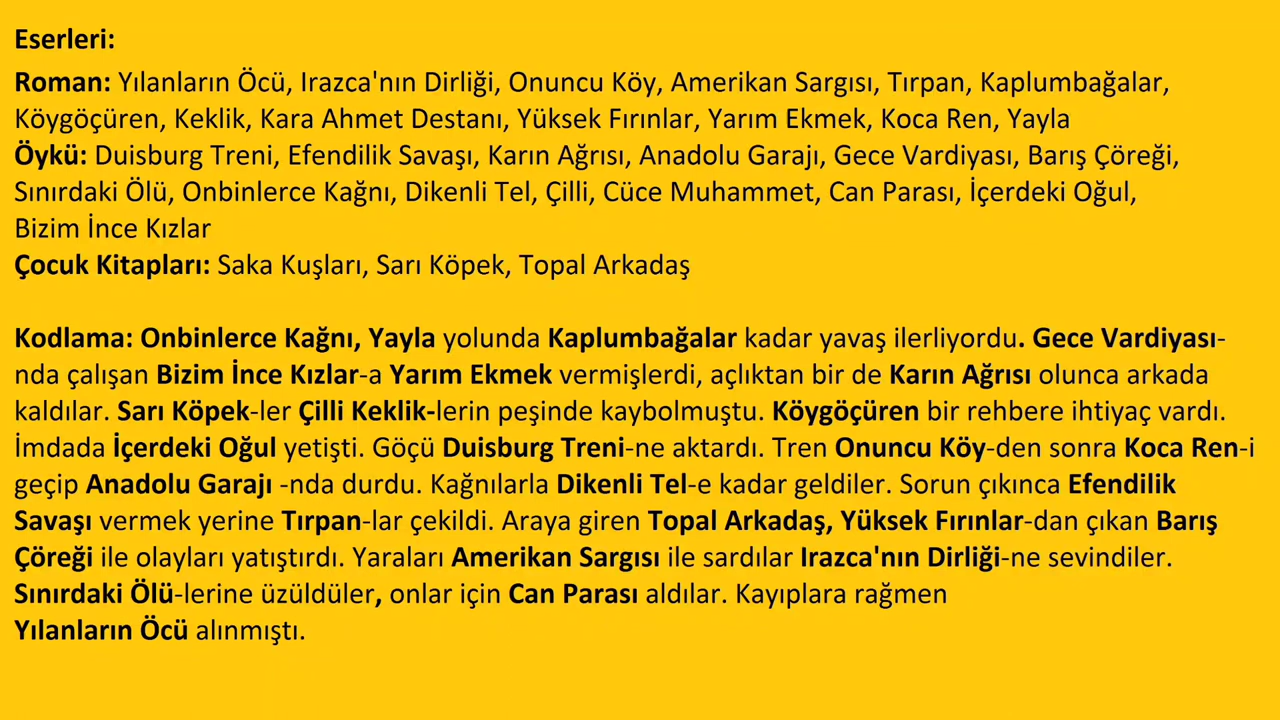 Eserleri:
Roman: Yılanların Öcü, Irazca'nın Dirliği, Onuncu Köy, Amerikan Sargısı, Tırpan, Kaplumbağalar,
Köygöçüren, Keklik, Kara Ahmet Destanı, Yüksek Fırınlar, Yarım Ekmek, Koca Ren, Yayla
Öykü: Duisburg Treni, Efendilik Savaşı, Karın Ağrısı, Anadolu Garajı, Gece Vardiyası, Barış Çöreği,
Sınırdaki Ölü, Onbinlerce Kağnı, Dikenli Tel, Çilli, Cüce Muhammet, Can Parası, İçerdeki Oğul,
Bizim İnce Kızlar
Çocuk Kitapları: Saka Kuşları, Sarı Köpek, Topal Arkadaş
Kodlama: Onbinlerce Kağnı, Yayla yolunda Kaplumbağalar kadar yavaş ilerliyordu. Gece Vardiyası-
nda çalışan Bizim İnce Kızlar-a Yarım Ekmek vermişlerdi, açlıktan bir de Karın Ağrısı olunca arkada
kaldılar. Sarı Köpek-ler Çilli Keklik-lerin peşinde kaybolmuştu. Köygöçüren bir rehbere ihtiyaç vardı.
İmdada İçerdeki Oğul yetişti. Göçü Duisburg Treni-ne aktardı. Tren Onuncu Köy-den sonra Koca Ren-i
geçip Anadolu Garajı -nda durdu. Kağnılarla Dikenli Tel-e kadar geldiler. Sorun çıkınca Efendilik
Savaşı vermek yerine Tırpan-lar çekildi. Araya giren Topal Arkadaş, Yüksek Fırınlar-dan çıkan Barış
Çöreği ile olayları yatıştırdı. Yaraları Amerikan Sargısı ile sardılar Irazca'nın Dirliği-ne sevindiler.
Sınırdaki Ölü-lerine üzüldüler, onlar için Can Parası aldılar. Kayıplara rağmen
Yılanların Öcü alınmıştı.